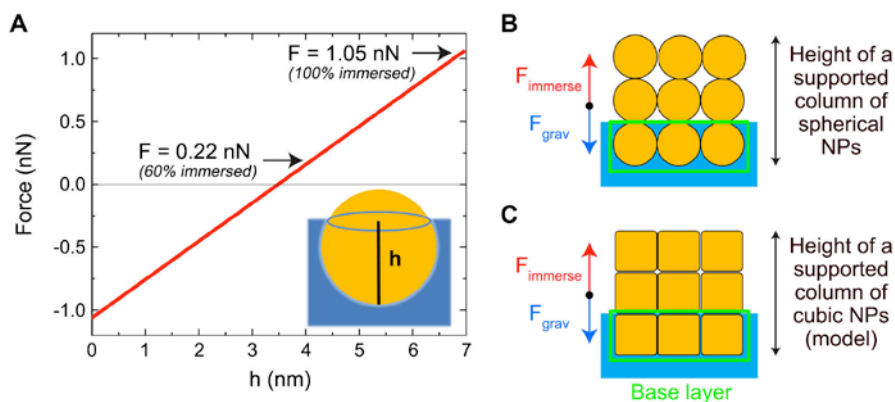 A
F = 1.05 nN
(100% immersed)
F = 0.22 nN
(60% immersed)
Force (nN)
1.0
0.5
0.0
-0.5
-1.0
h
0 1 2 3 4 5 6 7
h (nm)
B
F immerse
F grav
Height of a
supported
column of
spherical
NPs
C
F immerse
F grav
Height of a
supported
column of
cubic NPs
(model)
Base layer